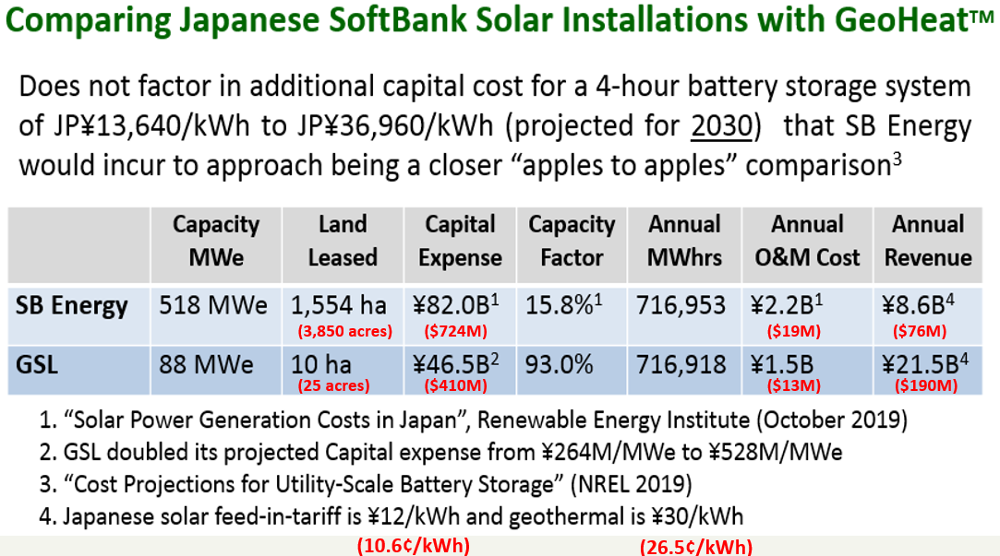 Comparing Japanese SoftBank Solar Installations with GeoHeat™
Does not factor in additional capital cost for a 4-hour battery storage system
of JP¥13,640/kWh to JP¥36,960/kWh (projected for 2030) that SB Energy
would incur to approach being a closer “apples to apples” comparison³
Capacity MWe
Land Leased
Capital Expense
Capacity Factor
Annual MWhrs
Annual O&M Cost
Annual Revenue
SB Energy 518 MWe 1,554 ha ¥82.0B¹ 15.8%¹ 716,953 ¥2.2B¹ ¥8.6B⁴
(3,850 acres) ($724M) ($19M) ($76M)
GSL 88 MWe 10 ha ¥46.5B² 93.0% 716,918 ¥1.5B ¥21.5B⁴
(25 acres) ($410M) ($13M) ($190M)
1. “Solar Power Generation Costs in Japan”, Renewable Energy Institute (October 2019)
2. GSL doubled its projected Capital expense from ¥264M/MWe to ¥528M/MWe
3. “Cost Projections for Utility-Scale Battery Storage” (NREL 2019)
4. Japanese solar feed-in-tariff is ¥12/kWh and geothermal is ¥30/kWh
(10.6¢/kWh) (26.5¢/kWh)